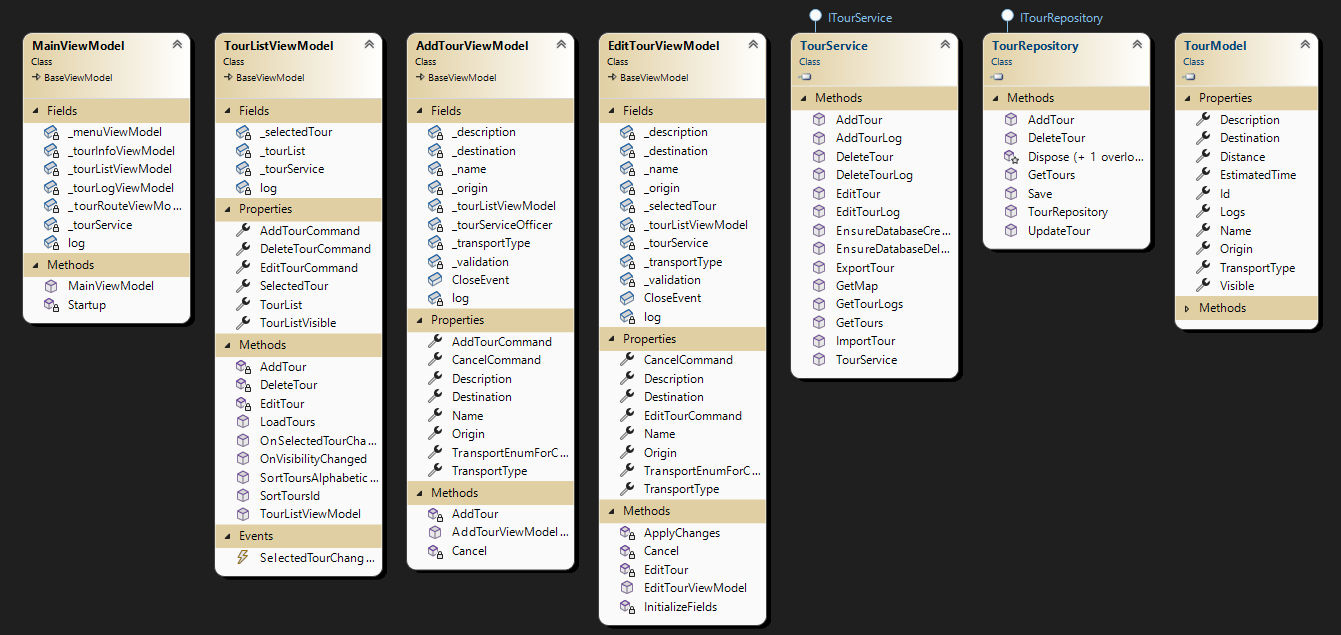 MainViewModel
Class
BaseViewModel
Fields
_menuViewModel
_tourInfoViewModel
_tourListViewModel
_tourLogViewModel
_tourRouteViewMo...
_tourService
log
Methods
MainViewModel
Startup
TourListViewModel
Class
BaseViewModel
Fields
_selectedTour
_tourList
_tourService
log
Properties
AddTourCommand
DeleteTourCommand
EditTourCommand
SelectedTour
TourList
TourListVisible
Methods
AddTour
DeleteTour
EditTour
LoadTours
OnSelectedTourCha...
OnVisibilityChanged
SortToursAlphabetic...
SortToursId
TourListViewModel
Events
SelectedTourChang...
AddTourViewModel
Class
BaseViewModel
Fields
_description
_destination
_name
_origin
_tourListViewModel
_tourServiceOfficer
_transportType
_validation
CloseEvent
log
Properties
AddTourCommand
CancelCommand
Description
Destination
Name
Origin
TransportEnumForC...
TransportType
Methods
AddTour
AddTourViewModel...
Cancel
EditTourViewModel
Class
BaseViewModel
Fields
_description
_destination
_name
_origin
_selectedTour
_tourListViewModel
_tourService
_transportType
_validation
CloseEvent
log
Properties
CancelCommand
Description
Destination
EditTourCommand
Name
Origin
TransportEnumForC...
TransportType
Methods
ApplyChanges
Cancel
EditTour
EditTourViewModel
InitializeFields
ITourService
TourService
Class
Methods
AddTour
AddTourLog
DeleteTour
DeleteTourLog
EditTour
EditTourLog
EnsureDatabaseCre...
EnsureDatabaseDel...
ExportTour
GetMap
GetTourLogs
GetTours
ImportTour
TourService
ITourRepository
TourRepository
Class
Methods
AddTour
DeleteTour
Dispose (+ 1 overlo...
GetTours
Save
TourRepository
UpdateTour
TourModel
Class
Properties
Description
Destination
Distance
EstimatedTime
Id
Logs
Name
Origin
TransportType
Visible
Methods